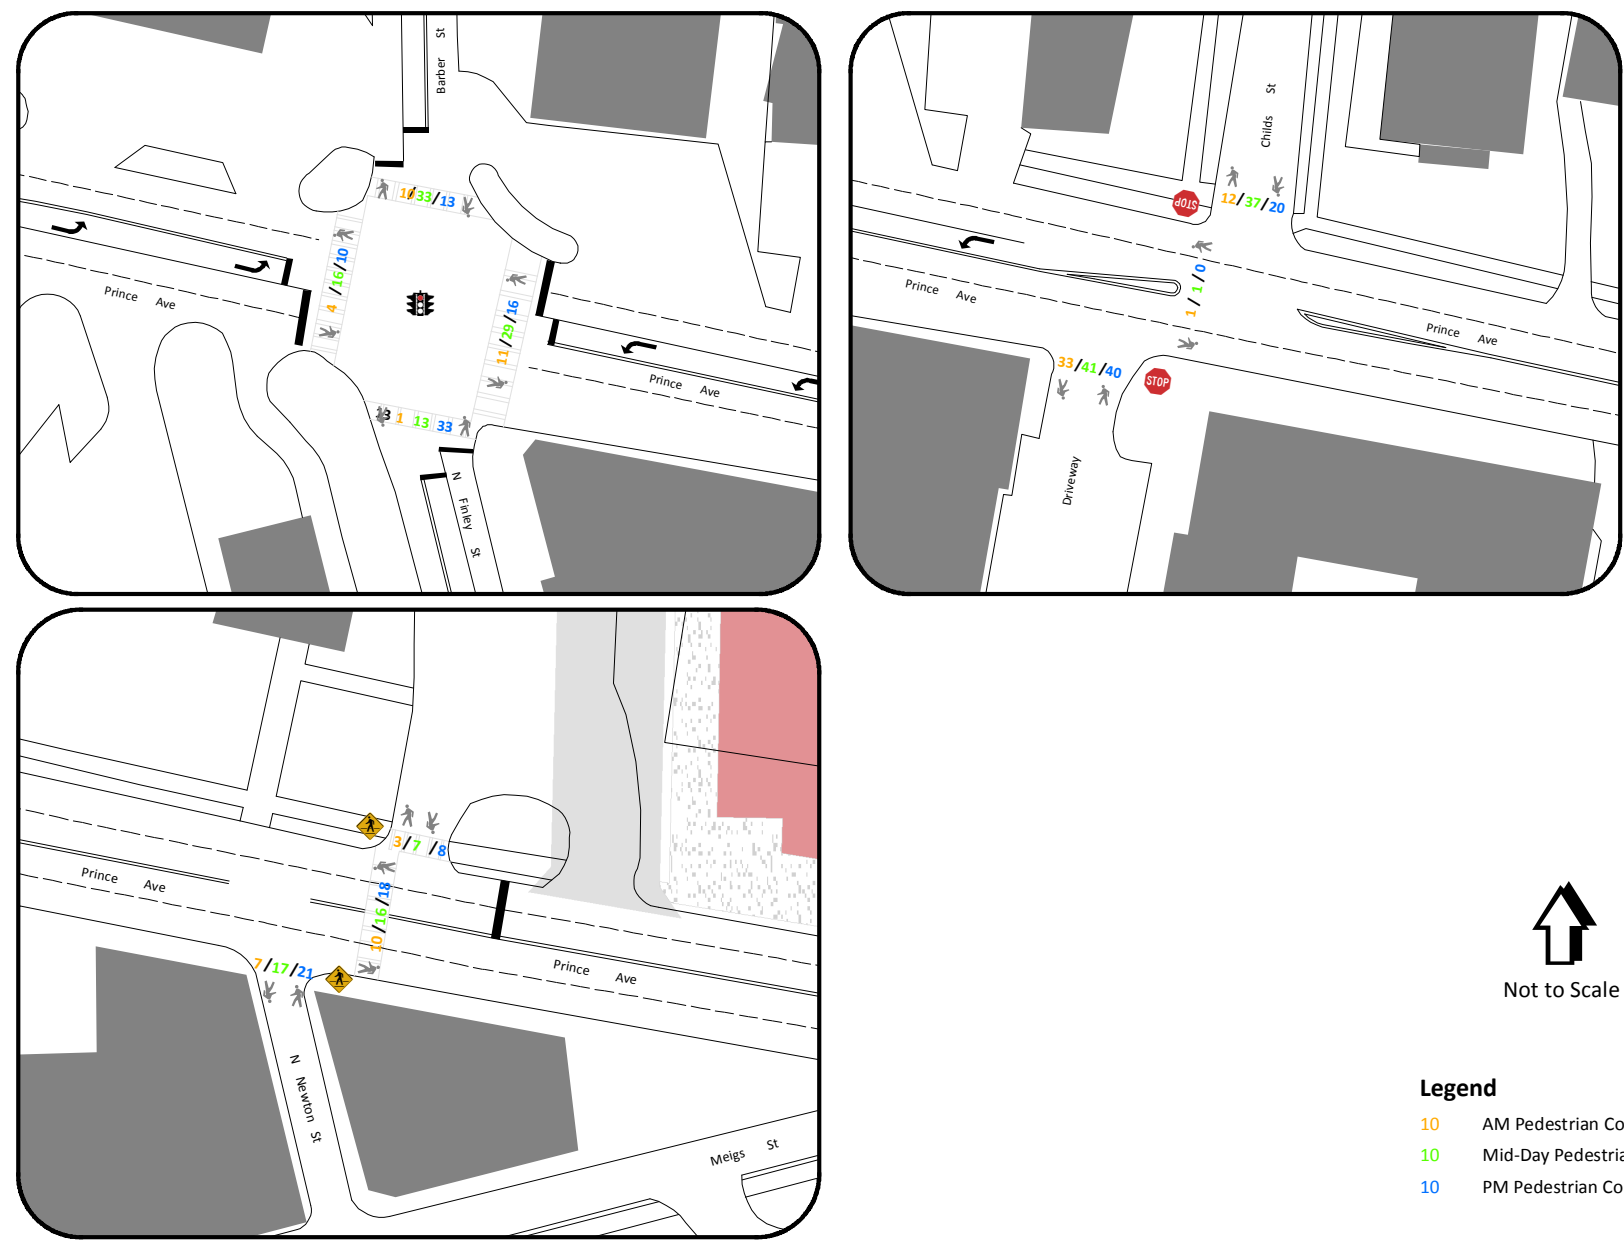 Barber St
10/33/13
4/16/10
11/29/16
1 13 33
Prince Ave
Prince Ave
N Finley St
Childs St
STOP
12/37/20
1/1/0
33/41/40
STOP
Prince Ave
Prince Ave
Driveway
3/7/8
10/16/18
7/17/21
Prince Ave
Prince Ave
N Newton St
Meigs St
Not to Scale
Legend
10 AM Pedestrian Co
10 Mid-Day Pedestria
10 PM Pedestrian Co